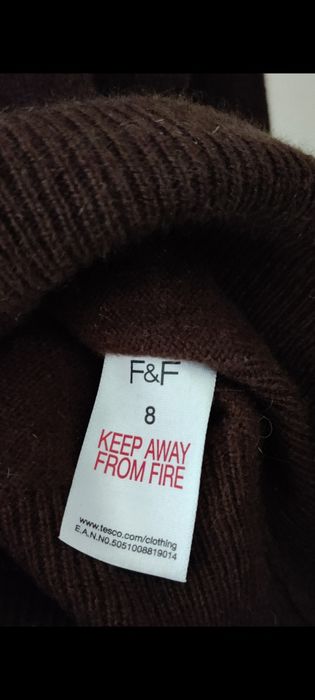 F&F
8
KEEP AWAY
FROM FIRE
www.tesco.com/clothing
E.A.N.NO.5051008819014